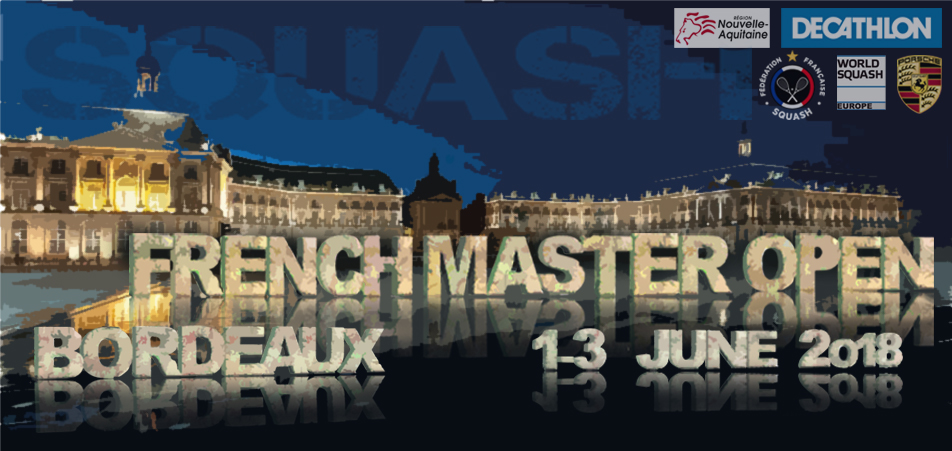 SQUASH
RÉGION
Nouvelle-
Aquitaine
DECATHLON
FÉDÉRATION FRANÇAISE
SQUASH
WORLD
SQUASH
EUROPE
PORSCHE
FRENCH MASTER OPEN
BORDEAUX 1-3 JUNE 2018